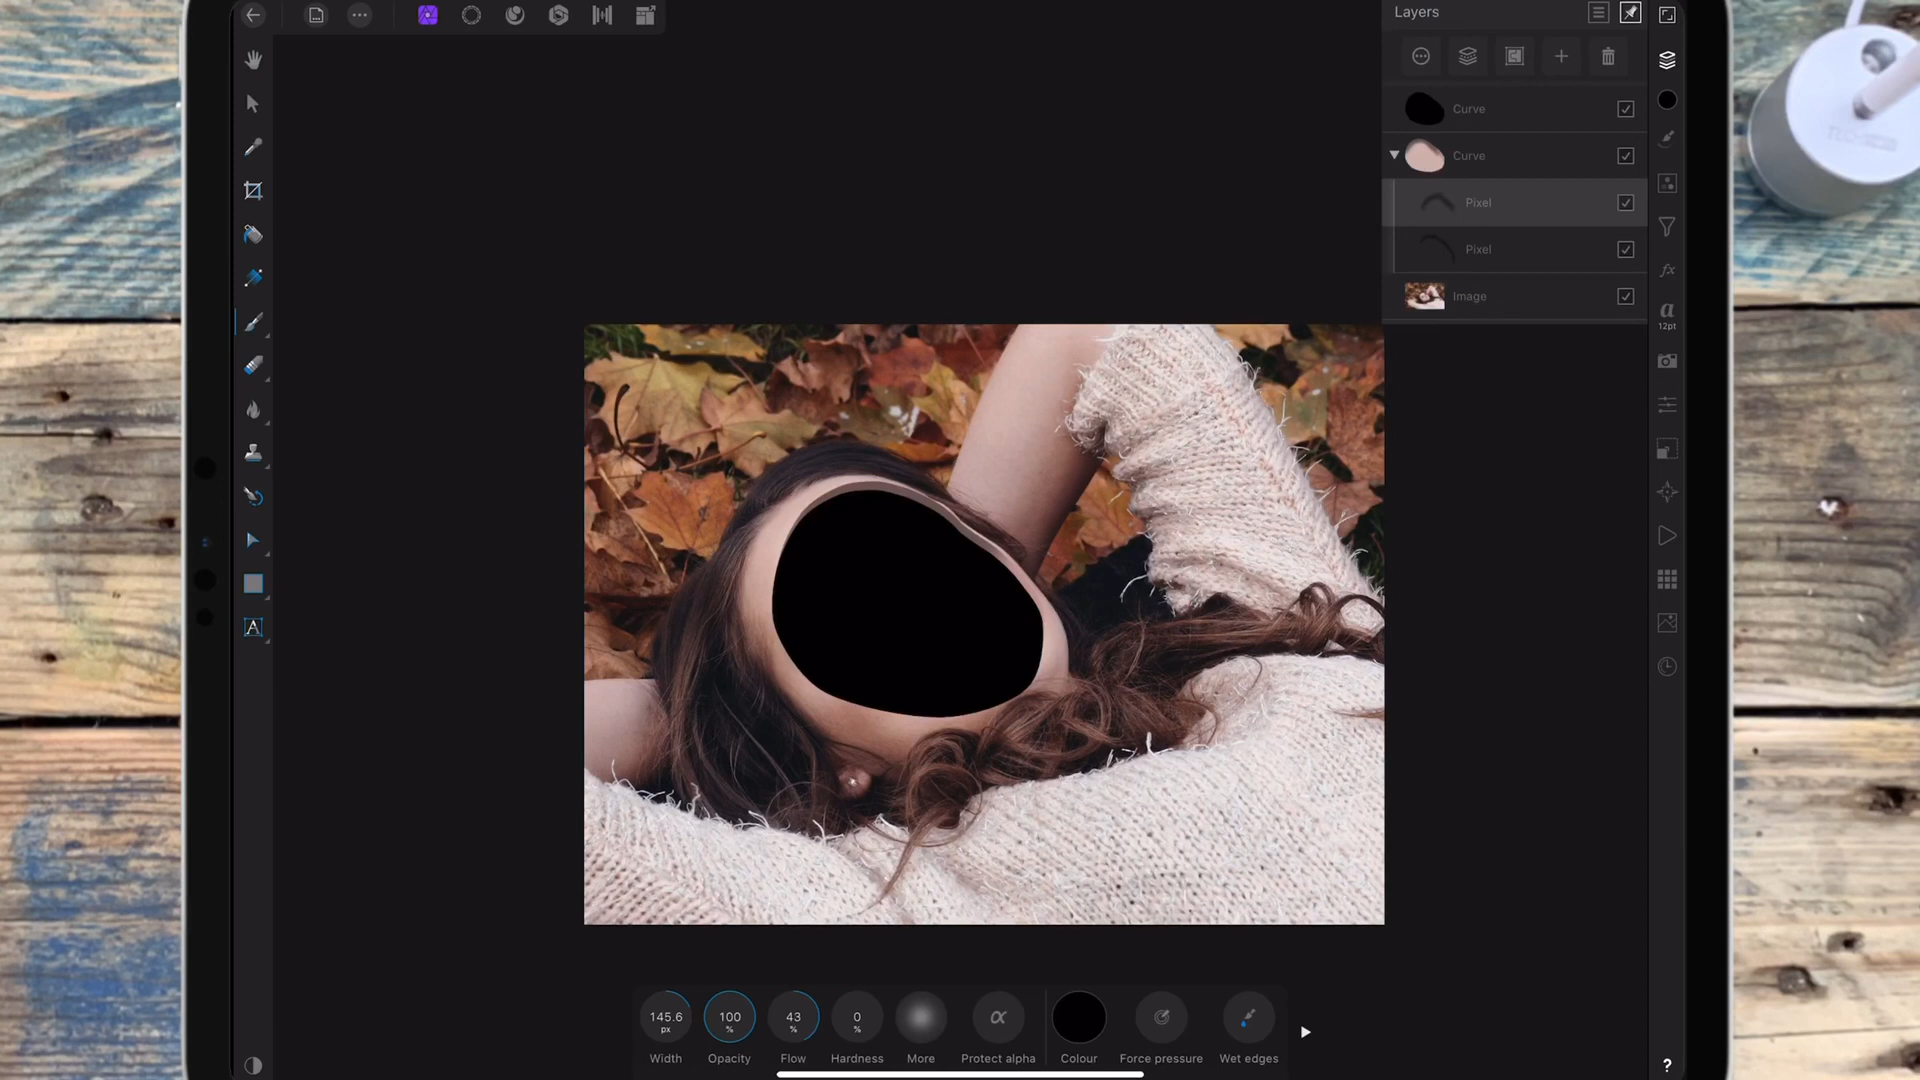 Layers
Curve
Curve
Pixel
Pixel
Image
12pt
A
145.6
px
100
%
43
%
0
%
Width
Opacity
Flow
Hardness
More
Protect alpha
Colour
Force pressure
Wet edges
?